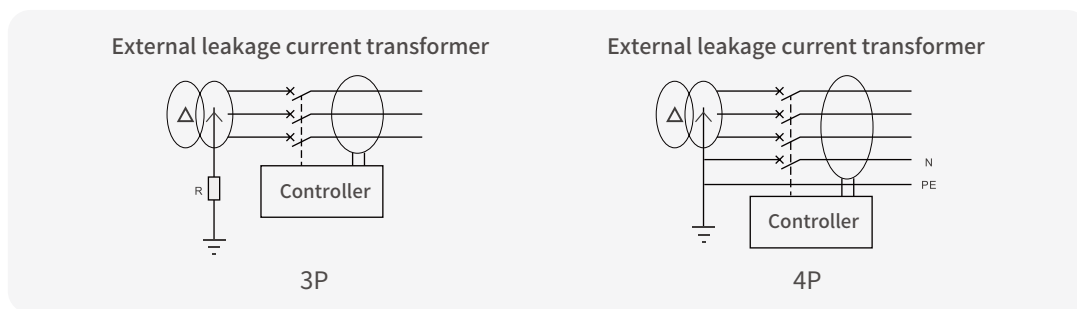 External leakage current transformer
R
Controller
3P
External leakage current transformer
N
PE
Controller
4P